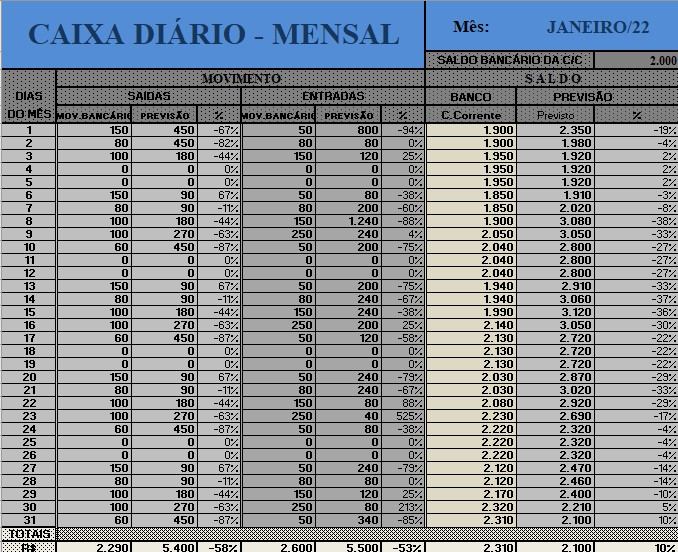 CAIXA DIÁRIO - MENSAL Mês: JANEIRO/22
SALDO BANCÁRIO DA C/C 2.000
MOVIMENTO SALDO
DIAS SAÍDAS ENTRADAS BANCO PREVISÃO
DO MÊS MOV.BANCÁRIO PREVISÃO % MOV.BANCÁRIO PREVISÃO % C.Corrente Previsto %
1 150 450 -67% 50 800 -94% 1.900 2.350 -19%
2 80 450 -82% 80 80 0% 1.900 1.980 -4%
3 100 180 -44% 150 120 25% 1.950 1.920 2%
4 0 0 0% 0 0 0% 1.950 1.920 2%
5 0 0 0% 0 0 0% 1.950 1.920 2%
6 150 90 67% 50 80 -38% 1.850 1.910 -3%
7 80 90 -11% 80 200 -60% 1.850 2.020 -8%
8 100 180 -44% 150 1.240 -88% 1.900 3.080 -38%
9 100 270 -63% 250 240 4% 2.050 3.050 -33%
10 60 450 -87% 50 200 -75% 2.040 2.800 -27%
11 0 0 0% 0 0 0% 2.040 2.800 -27%
12 0 0 0% 0 0 0% 2.040 2.800 -27%
13 150 90 67% 50 200 -75% 1.940 2.910 -33%
14 80 90 -11% 80 240 -67% 1.940 3.060 -37%
15 100 180 -44% 150 240 -38% 1.990 3.120 -36%
16 100 270 -63% 250 200 25% 2.140 3.050 -30%
17 60 450 -87% 50 120 -58% 2.130 2.720 -22%
18 0 0 0% 0 0 0% 2.130 2.720 -22%
19 0 0 0% 0 0 0% 2.130 2.720 -22%
20 150 90 67% 50 240 -79% 2.030 2.870 -29%
21 80 90 -11% 80 240 -67% 2.030 3.020 -33%
22 100 180 -44% 150 80 88% 2.080 2.920 -29%
23 100 270 -63% 250 40 525% 2.230 2.690 -17%
24 60 450 -87% 50 80 -38% 2.220 2.320 -4%
25 0 0 0% 0 0 0% 2.220 2.320 -4%
26 0 0 0% 0 0 0% 2.220 2.320 -4%
27 150 90 67% 50 240 -79% 2.120 2.470 -14%
28 80 90 -11% 80 80 0% 2.120 2.460 -14%
29 100 180 -44% 150 120 25% 2.170 2.400 -10%
30 100 270 -63% 250 80 213% 2.320 2.210 5%
31 60 450 -87% 50 340 -85% 2.310 2.100 10%
TOTAIS
R$ 2.290 5.400 -58% 2.600 5.500 -53% 2.310 2.100 10%